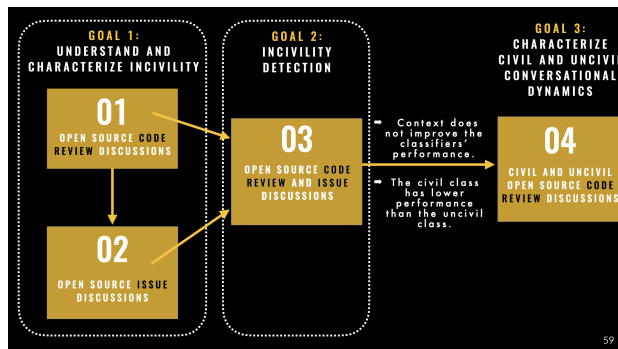 GOAL 1:
UNDERSTAND AND
CHARACTERIZE INCIVILITY
01
OPEN SOURCE CODE
REVIEW DISCUSSIONS
02
OPEN SOURCE ISSUE
DISCUSSIONS
GOAL 2:
INCIVILITY
DETECTION
03
OPEN SOURCE CODE
REVIEW AND ISSUE
DISCUSSIONS
➡ Context does
not improve the
classifiers'
performance.
➡ The civil class
has lower
performance
than the uncivil
class.
GOAL 3:
CHARACTERIZE
CIVIL AND UNCIVIL
CONVERSATIONAL
DYNAMICS
04
CIVIL AND UNCIVIL
OPEN SOURCE CODE
REVIEW DISCUSSIONS
59